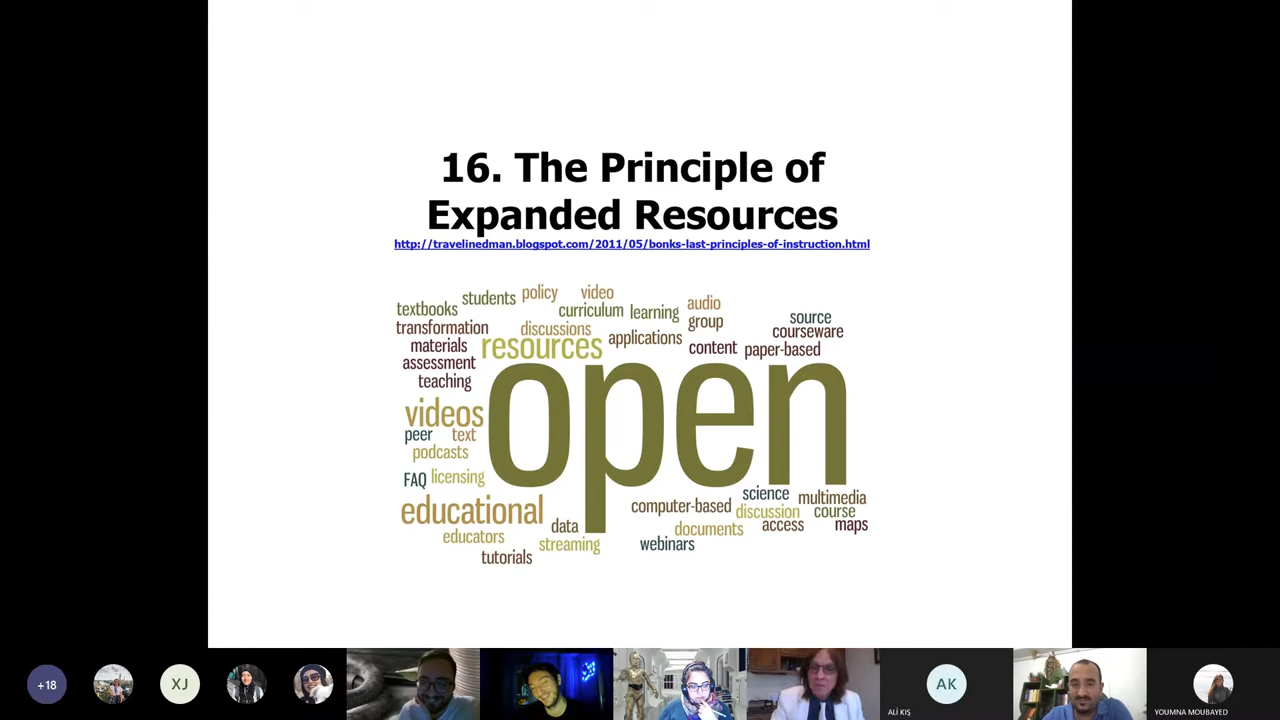 16. The Principle of
Expanded Resources
http://travelinedman.blogspot.com/2011/05/bonks-last-principles-of-instruction.html
textbooks students policy video
curriculum learning audio
transformation discussions applications group source
courseware
materials resources content paper-based
assessment
teaching
open
videos
peer text
podcasts
FAQ licensing
educational computer-based science multimedia
discussion course
data documents access maps
educators streaming webinars
tutorials
+18
XJ
AK
ALİ KIŞ
YOUMNA MOUBAYED